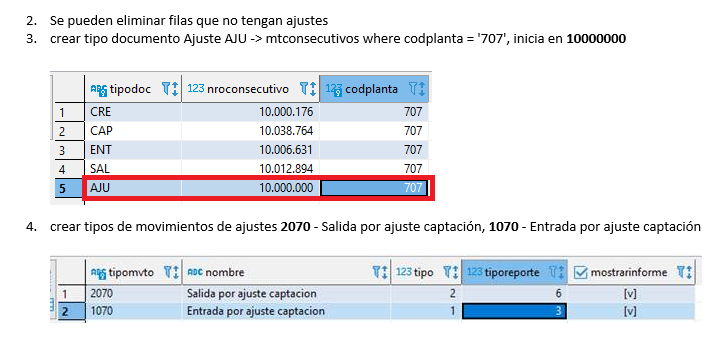 2. Se pueden eliminar filas que no tengan ajustes
3. crear tipo documento Ajuste AJU -> mtconsecutivos where codplanta = '707', inicia en 10000000
ABC tipodoc 123 nroconsecutivo 123 codplanta
1 CRE 10.000.176 707
2 CAP 10.038.764 707
3 ENT 10.006.631 707
4 SAL 10.012.894 707
5 AJU 10.000.000 707
4. crear tipos de movimientos de ajustes 2070 - Salida por ajuste captación, 1070 - Entrada por ajuste captación
ABC tipomvto ABC nombre 123 tipo 123 tiporeporte mostrarinforme
1 2070 Salida por ajuste captacion 2 6 [v]
2 1070 Entrada por ajuste captacion 1 3 [v]